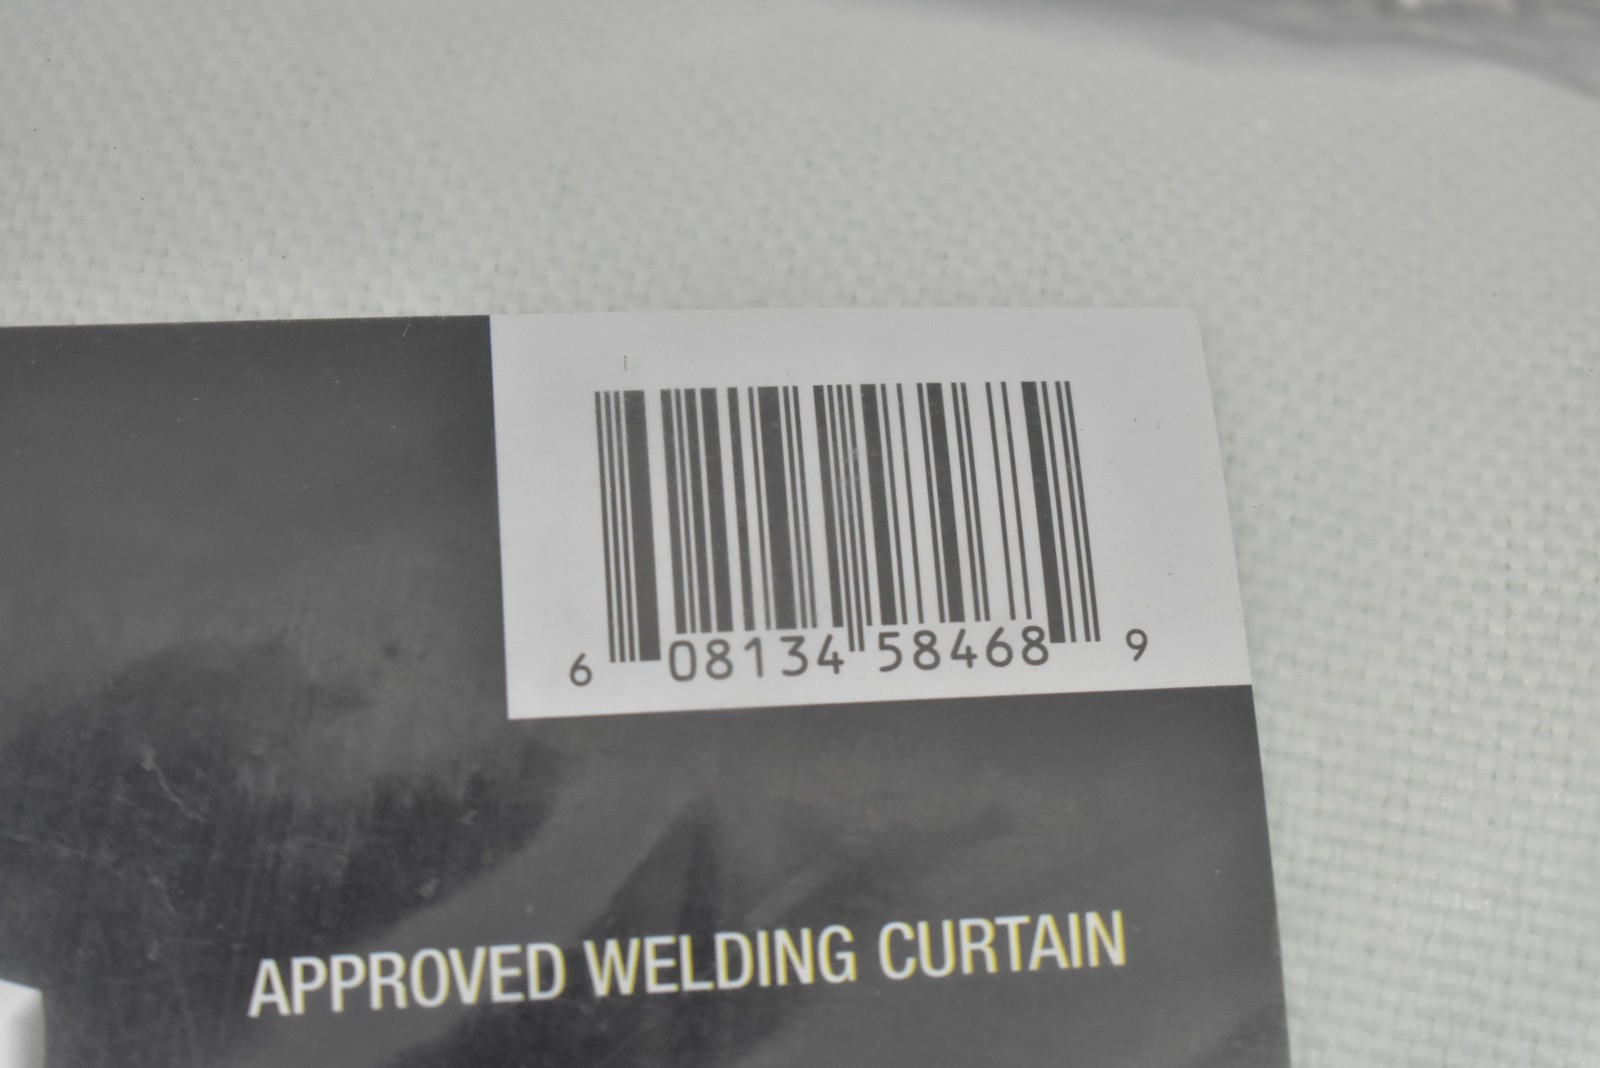 6 08134 58468 9
APPROVED WELDING CURTAIN